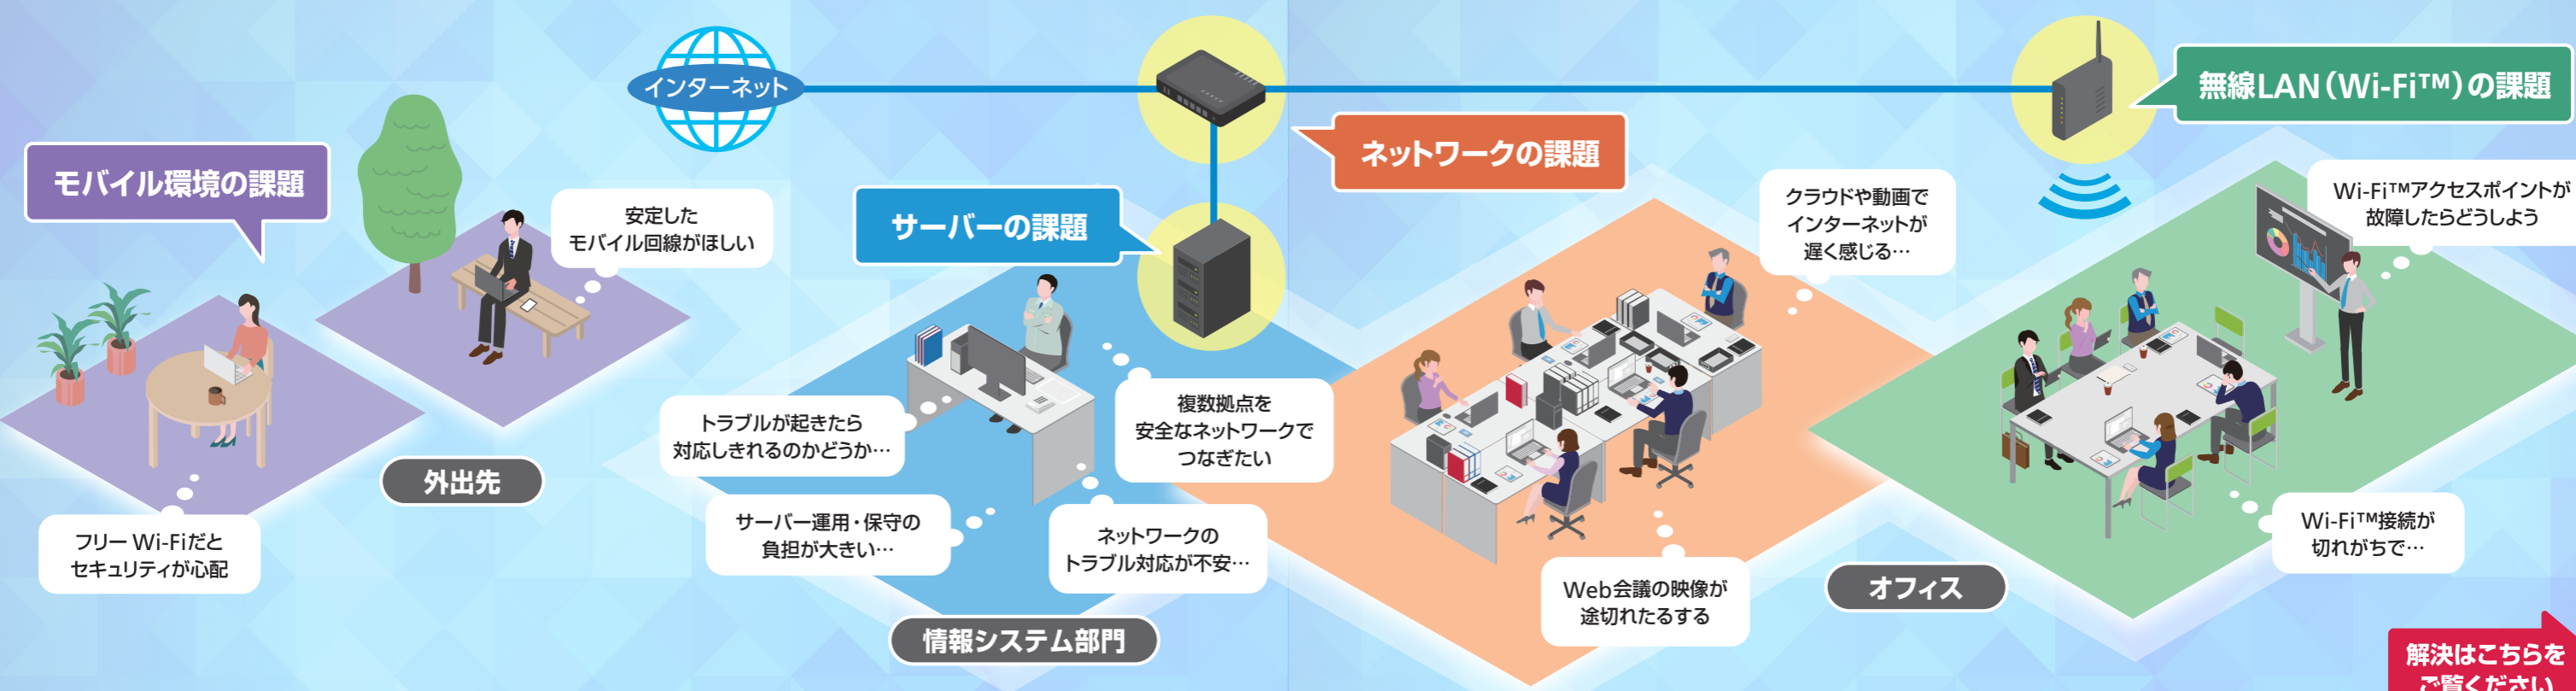 インターネット
無線LAN（Wi-Fi™）の課題
ネットワークの課題
モバイル環境の課題
サーバーの課題
安定した
モバイル回線がほしい
クラウドや動画で
インターネットが
遅く感じる…
Wi-Fi™アクセスポイントが
故障したらどうしよう
トラブルが起きたら
対応しきれるのかどうか…
複数拠点を
安全なネットワークで
つなぎたい
外出先
フリー Wi-Fiだと
セキュリティが心配
サーバー運用・保守の
負担が大きい…
ネットワークの
トラブル対応が不安…
Web会議の映像が
途切れたるする
Wi-Fi™接続が
切れがちで…
オフィス
情報システム部門
解決はこちらを
ご覧ください